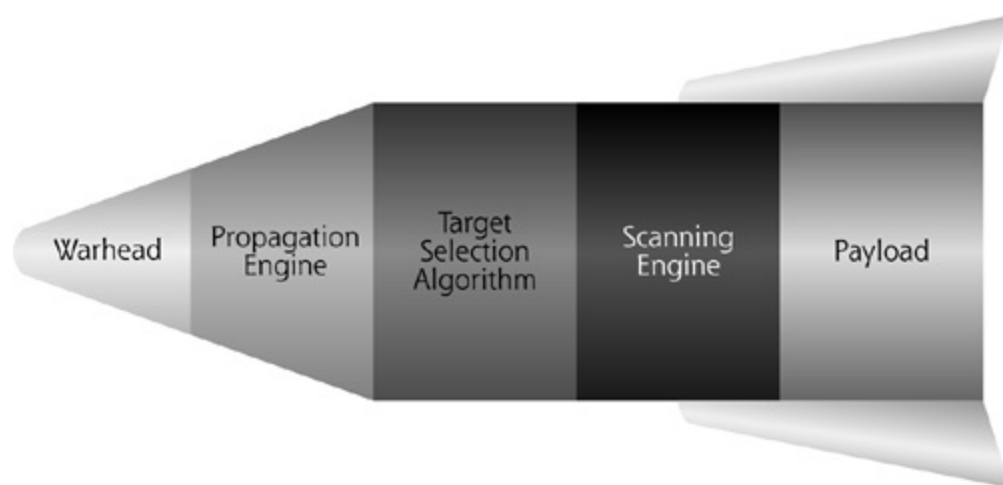 Warhead
Propagation
Engine
Target
Selection
Algorithm
Scanning
Engine
Payload